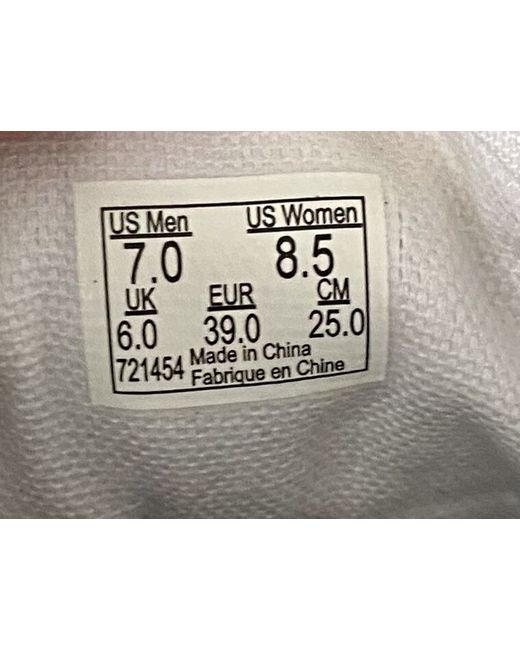 US Men US Women
7.0 8.5
UK EUR CM
6.0 39.0 25.0
721454 Made in China
Fabrique en Chine